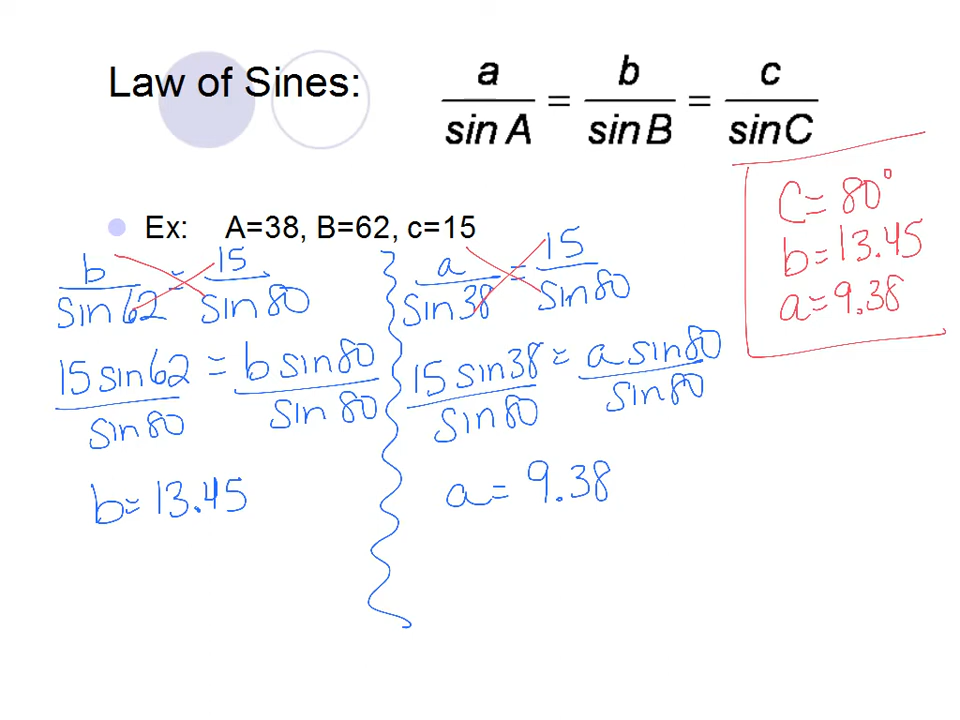 Law of Sines:
a/sin A = b/sin B = c/sin C
Ex: A=38, B=62, c=15
b/sin 62 = 15/sin 80
15 sin 62/sin 80 = b sin 80/sin 80
b = 13.45
a/sin 38 = 15/sin 80
15 sin 38/sin 80 = a sin 80/sin 80
a = 9.38
C = 80°
b = 13.45
a = 9.38